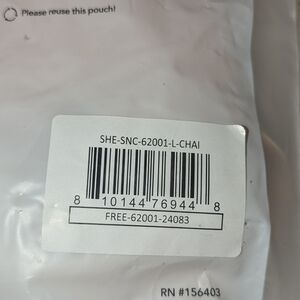 Please reuse this pouch!
SHE-SNC-62001-L-CHAI
8 10144 76944 8
FREE-62001-24083
RN #156403